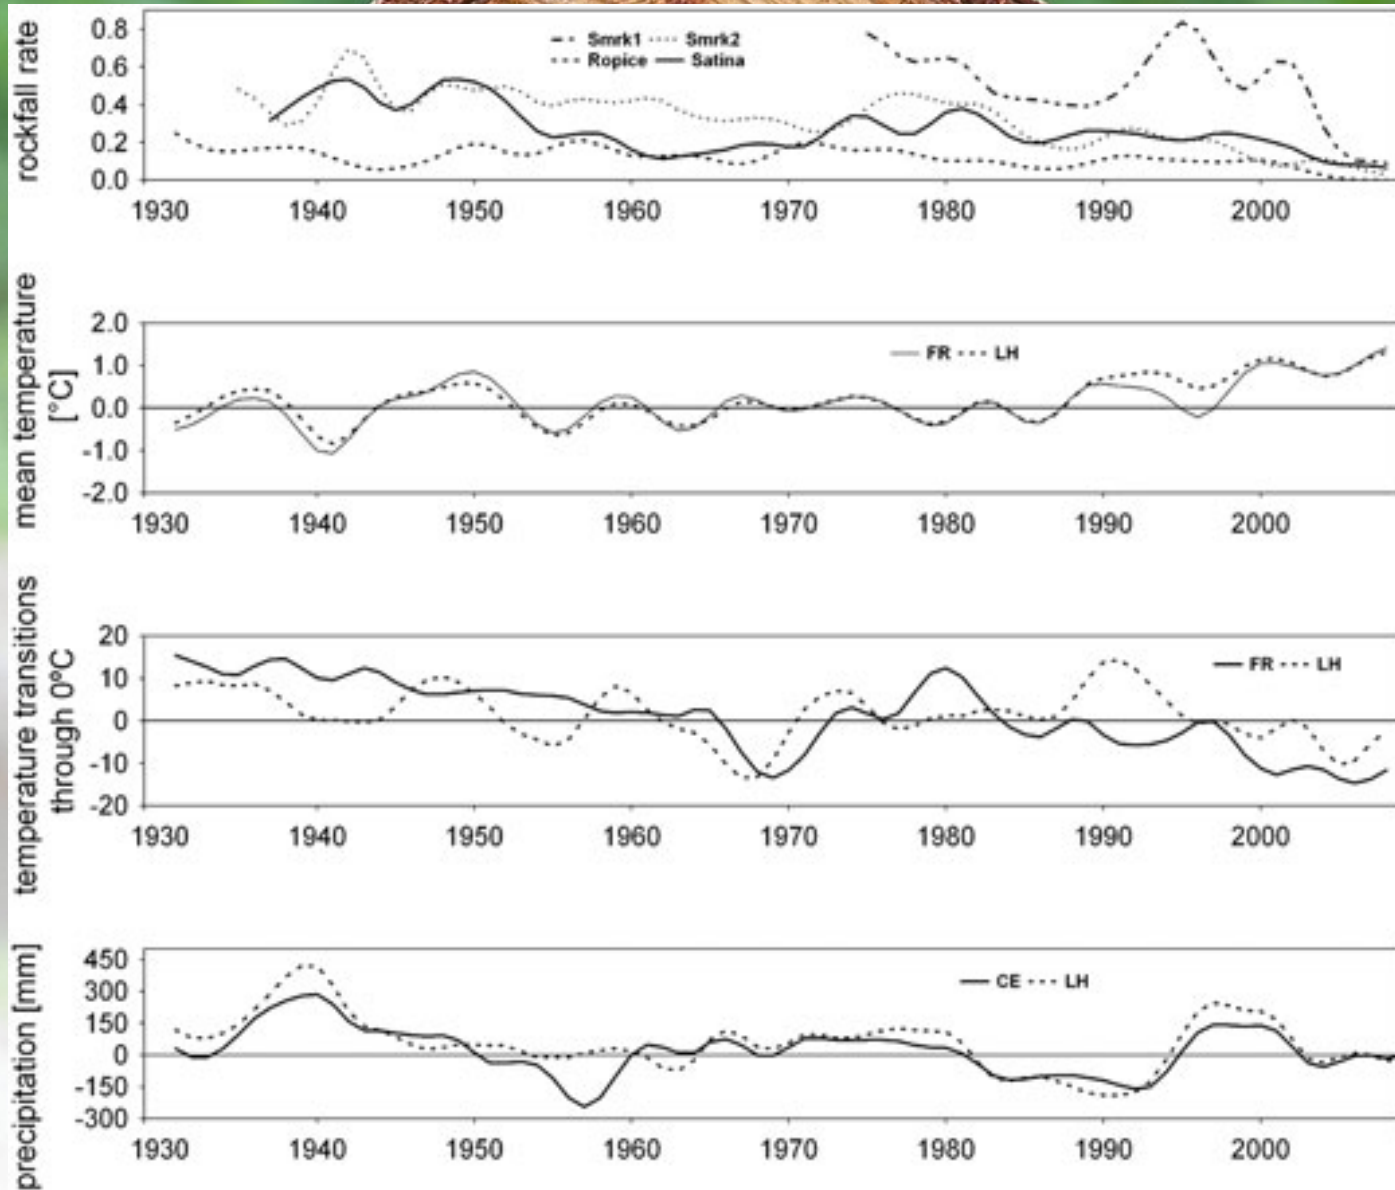 rockfall rate
0.8
0.6
0.4
0.2
0.0
Smrk1 Smrk2
Ropice Satina
1930 1940 1950 1960 1970 1980 1990 2000
mean temperature
[°C]
2.0
1.0
0.0
-1.0
-2.0
FR LH
1930 1940 1950 1960 1970 1980 1990 2000
temperature transitions
through 0ºC
20
10
0
-10
-20
FR LH
1930 1940 1950 1960 1970 1980 1990 2000
precipitation [mm]
450
300
150
0
-150
-300
CE LH
1930 1940 1950 1960 1970 1980 1990 2000